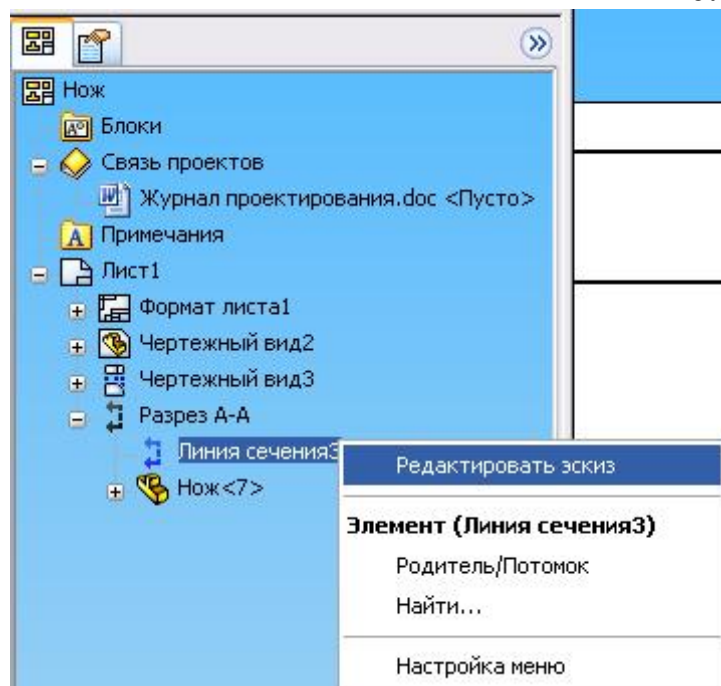 Нож
Блоки
Связь проектов
Журнал проектирования.doc <Пусто>
Примечания
Лист1
Формат листа1
Чертежный вид2
Чертежный вид3
Разрез А-А
Линия сечения3
Редактировать эскиз
Нож<7>
Элемент (Линия сечения3)
Родитель/Потомок
Найти...
Настройка меню